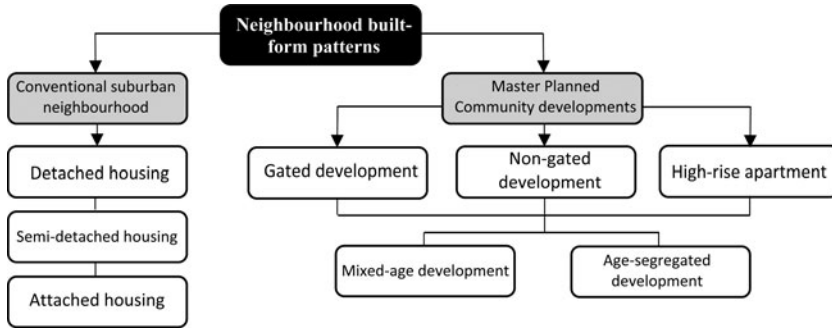 Neighbourhood built-
form patterns
Conventional suburban
neighbourhood
Master Planned
Community developments
Detached housing
Gated development
Non-gated
development
High-rise apartment
Semi-detached housing
Mixed-age development
Age-segregated
development
Attached housing